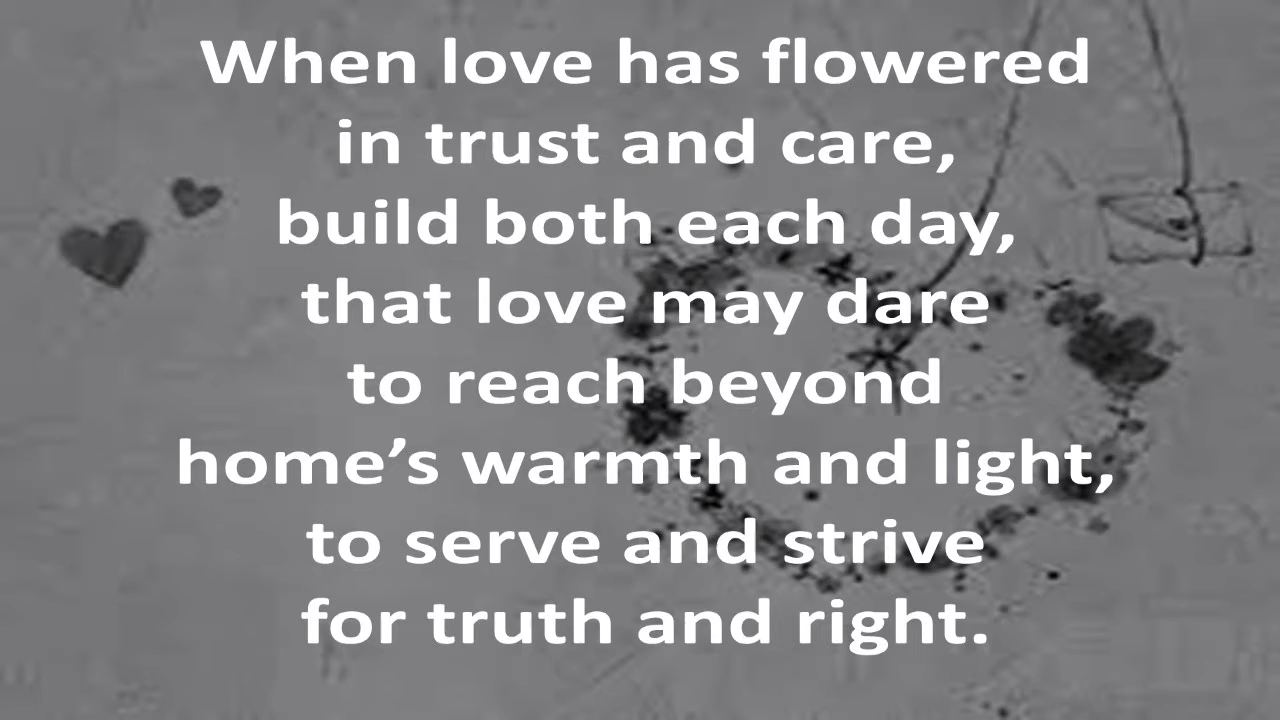 When love has flowered
in trust and care,
build both each day,
that love may dare
to reach beyond
home’s warmth and light,
to serve and strive
for truth and right.